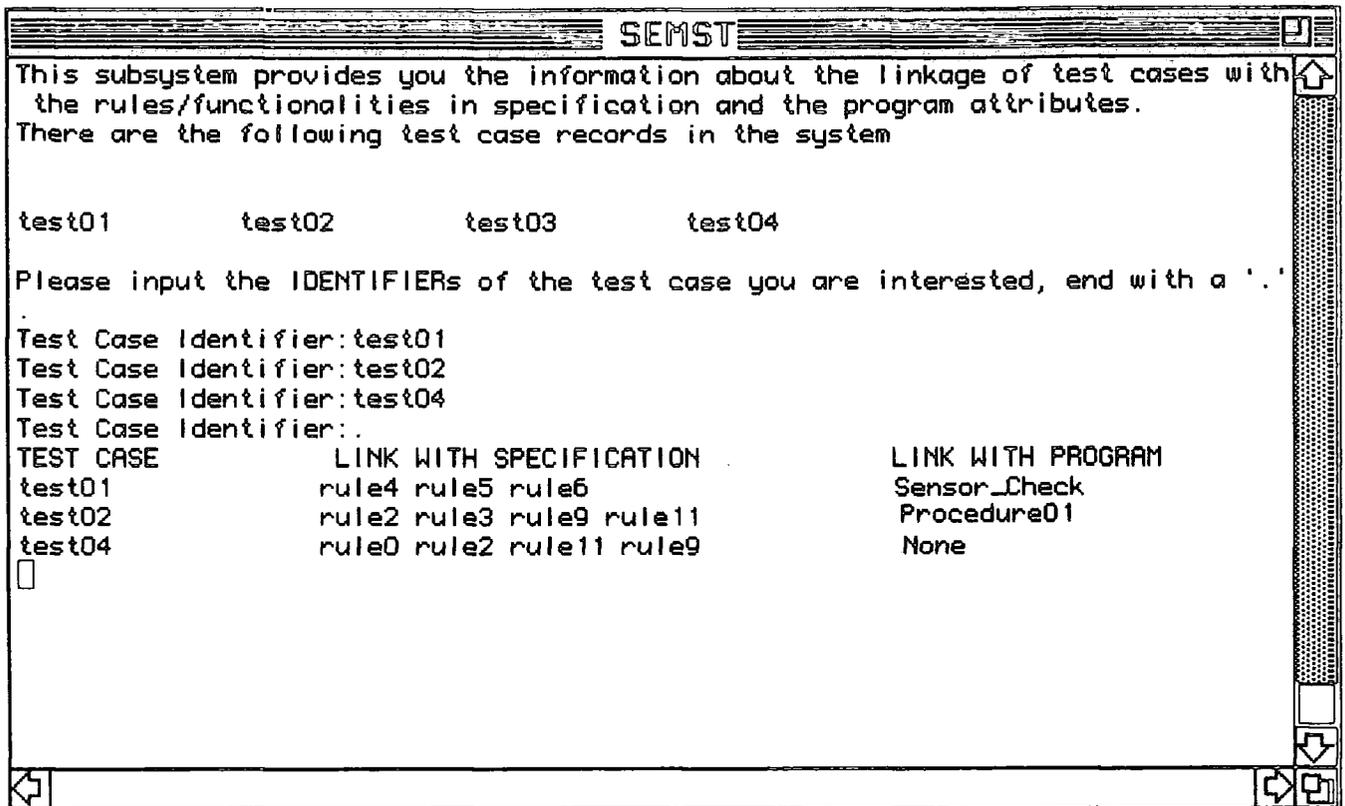 SEMST
This subsystem provides you the information about the linkage of test cases with
the rules/functionalities in specification and the program attributes.
There are the following test case records in the system
test01 test02 test03 test04
Please input the IDENTIFIERs of the test case you are interested, end with a '.'
.
Test Case Identifier:test01
Test Case Identifier:test02
Test Case Identifier:test04
Test Case Identifier:.
TEST CASE LINK WITH SPECIFICATION LINK WITH PROGRAM
test01 rule4 rule5 rule6 Sensor_Check
test02 rule2 rule3 rule9 rule11 Procedure01
test04 rule0 rule2 rule11 rule9 None